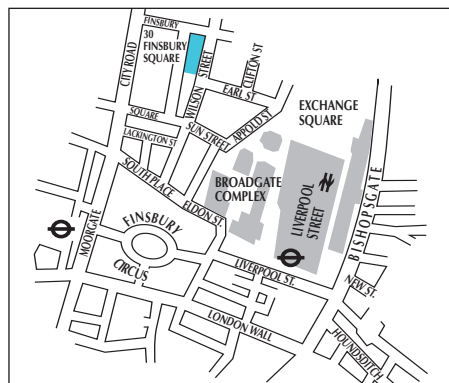 FINSBURY
30
FINSBURY
SQUARE
CITY ROAD
WILSON
STREET
CLIFTON ST
EARL ST
EXCHANGE
SQUARE
SQUARE
LACKINGTON ST
SUN STREET
APPOLD ST
SOUTH PLACE
ELDON ST.
BROADGATE
COMPLEX
LIVERPOOL
STREET
BISHOPSGATE
MOORGATE
FINSBURY
CIRCUS
LIVERPOOL ST.
NEW ST.
LONDON WALL
HOUNDSDITCH